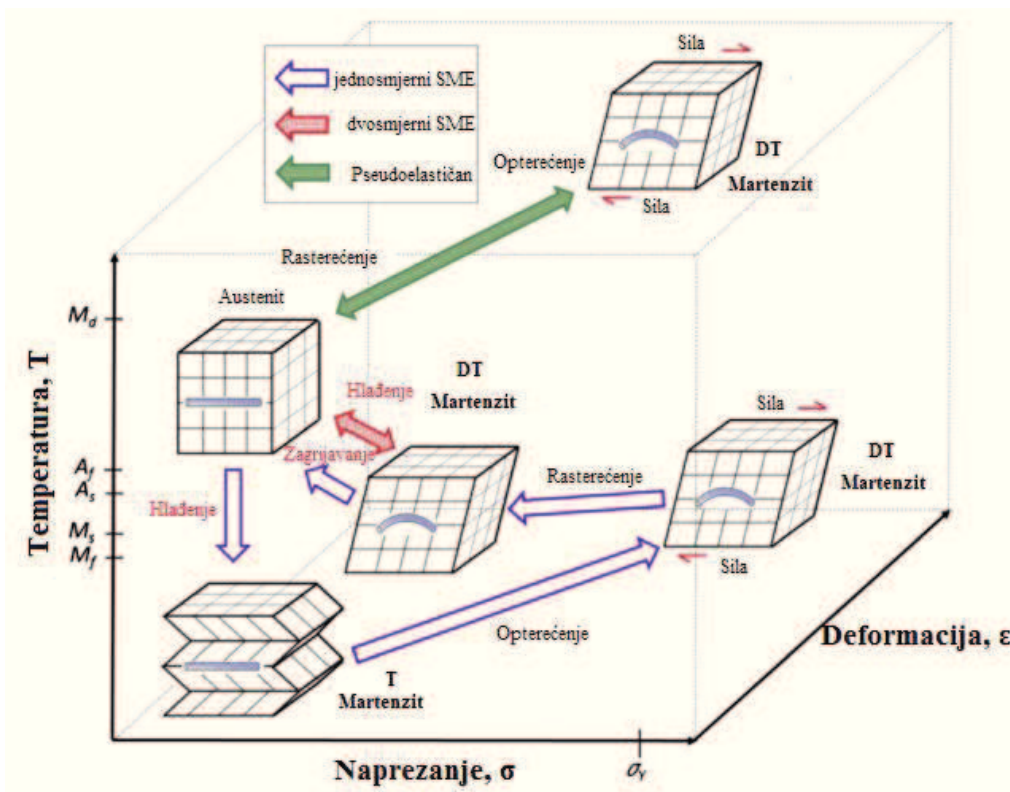 jednosmjerni SME
dvosmjerni SME
Pseudoelastičan
Sila
Opterećenje
DT
Martenzit
Sila
Rasterećenje
Austenit
M_d
Temperatura, T
Hlađenje
DT
Martenzit
Zagrijavanje
Sila
DT
Martenzit
Rasterećenje
A_f
A_s
Hlađenje
M_s
M_f
Sila
Opterećenje
Deformacija, ε
T
Martenzit
Naprezanje, σ
σ_Y